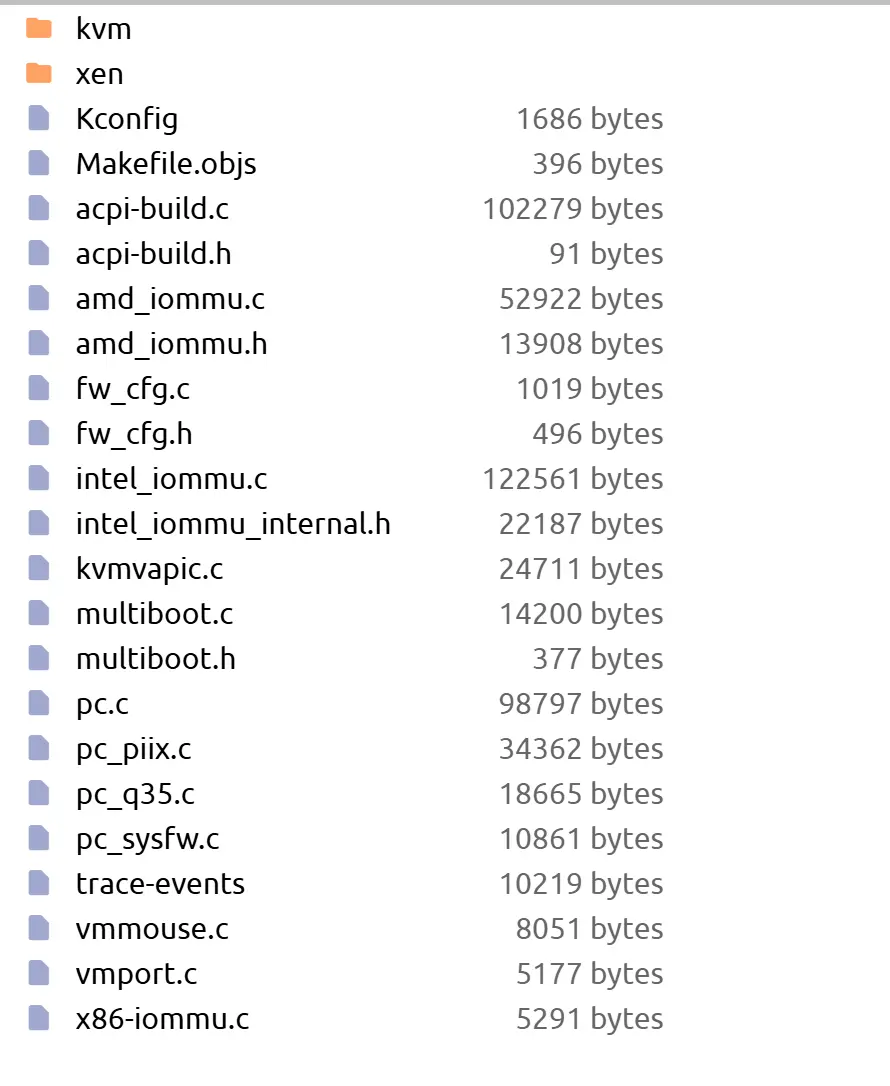 kvm
xen
Kconfig 1686 bytes
Makefile.objs 396 bytes
acpi-build.c 102279 bytes
acpi-build.h 91 bytes
amd_iommu.c 52922 bytes
amd_iommu.h 13908 bytes
fw_cfg.c 1019 bytes
fw_cfg.h 496 bytes
intel_iommu.c 122561 bytes
intel_iommu_internal.h 22187 bytes
kvmvapic.c 24711 bytes
multiboot.c 14200 bytes
multiboot.h 377 bytes
pc.c 98797 bytes
pc_piix.c 34362 bytes
pc_q35.c 18665 bytes
pc_sysfw.c 10861 bytes
trace-events 10219 bytes
vmmouse.c 8051 bytes
vmport.c 5177 bytes
x86-iommu.c 5291 bytes